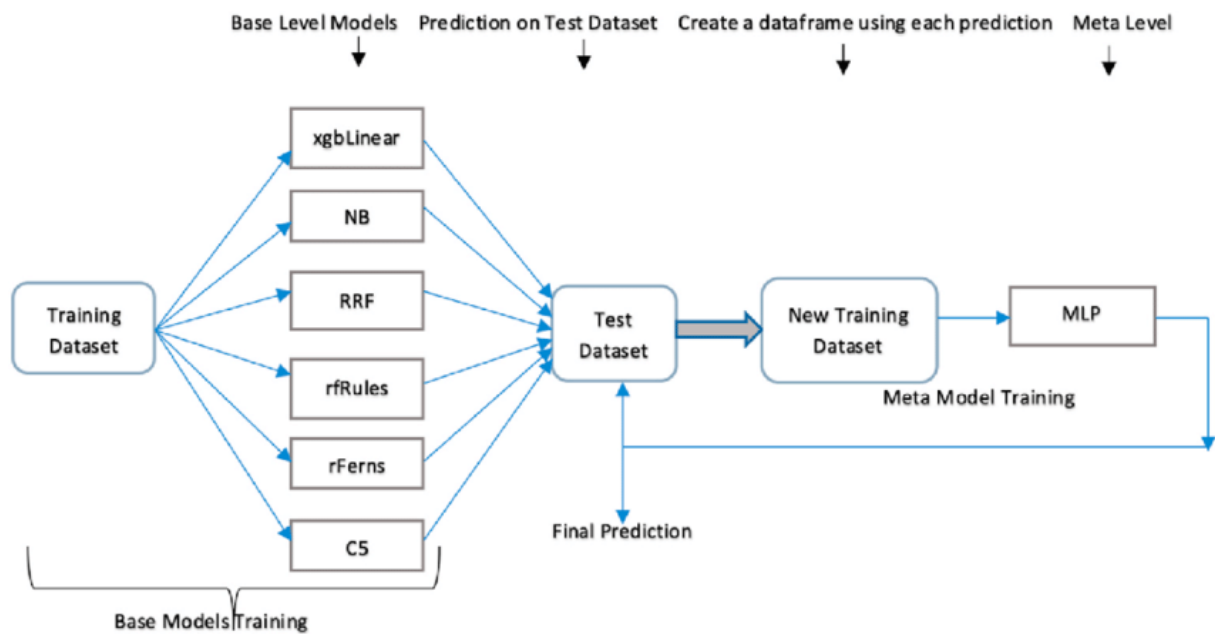 Base Level Models
Prediction on Test Dataset
Create a dataframe using each prediction
Meta Level
xgbLinear
NB
RRF
rfRules
rFerns
C5
Training
Dataset
Test
Dataset
New Training
Dataset
MLP
Meta Model Training
Final Prediction
Base Models Training